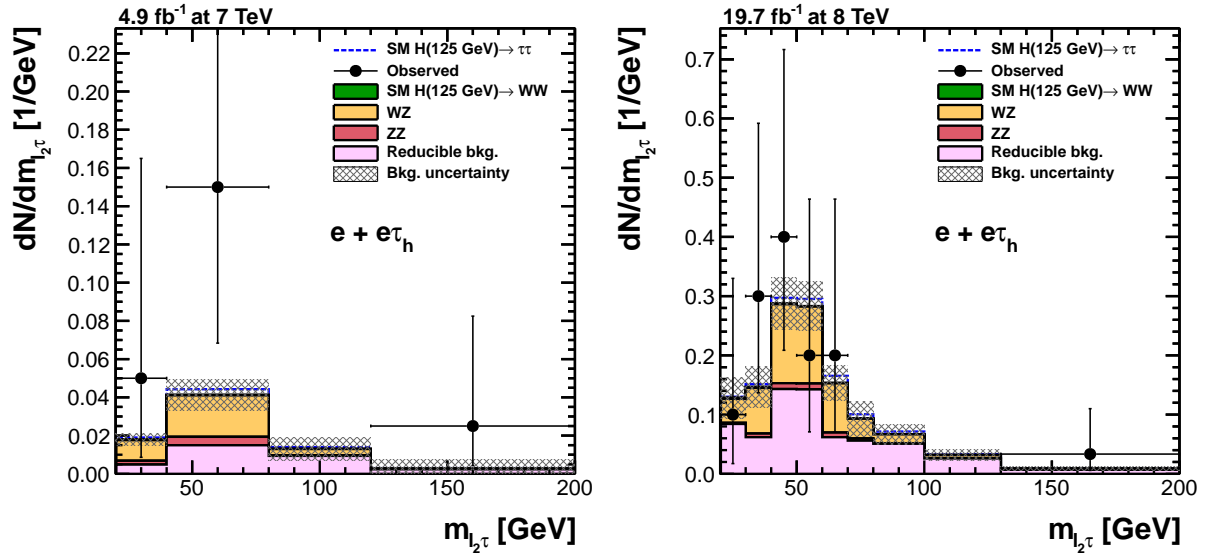 4.9 fb⁻¹ at 7 TeV
dN/dm_{l₂τ} [1/GeV]
0.22
0.20
0.18
0.16
0.14
0.12
0.10
0.08
0.06
0.04
0.02
0.00
SM H(125 GeV)→ ττ
Observed
SM H(125 GeV)→ WW
WZ
ZZ
Reducible bkg.
Bkg. uncertainty
e + eτ_h
50 100 150 200
m_{l₂τ} [GeV]
19.7 fb⁻¹ at 8 TeV
dN/dm_{l₂τ} [1/GeV]
0.7
0.6
0.5
0.4
0.3
0.2
0.1
0.0
SM H(125 GeV)→ ττ
Observed
SM H(125 GeV)→ WW
WZ
ZZ
Reducible bkg.
Bkg. uncertainty
e + eτ_h
50 100 150 200
m_{l₂τ} [GeV]